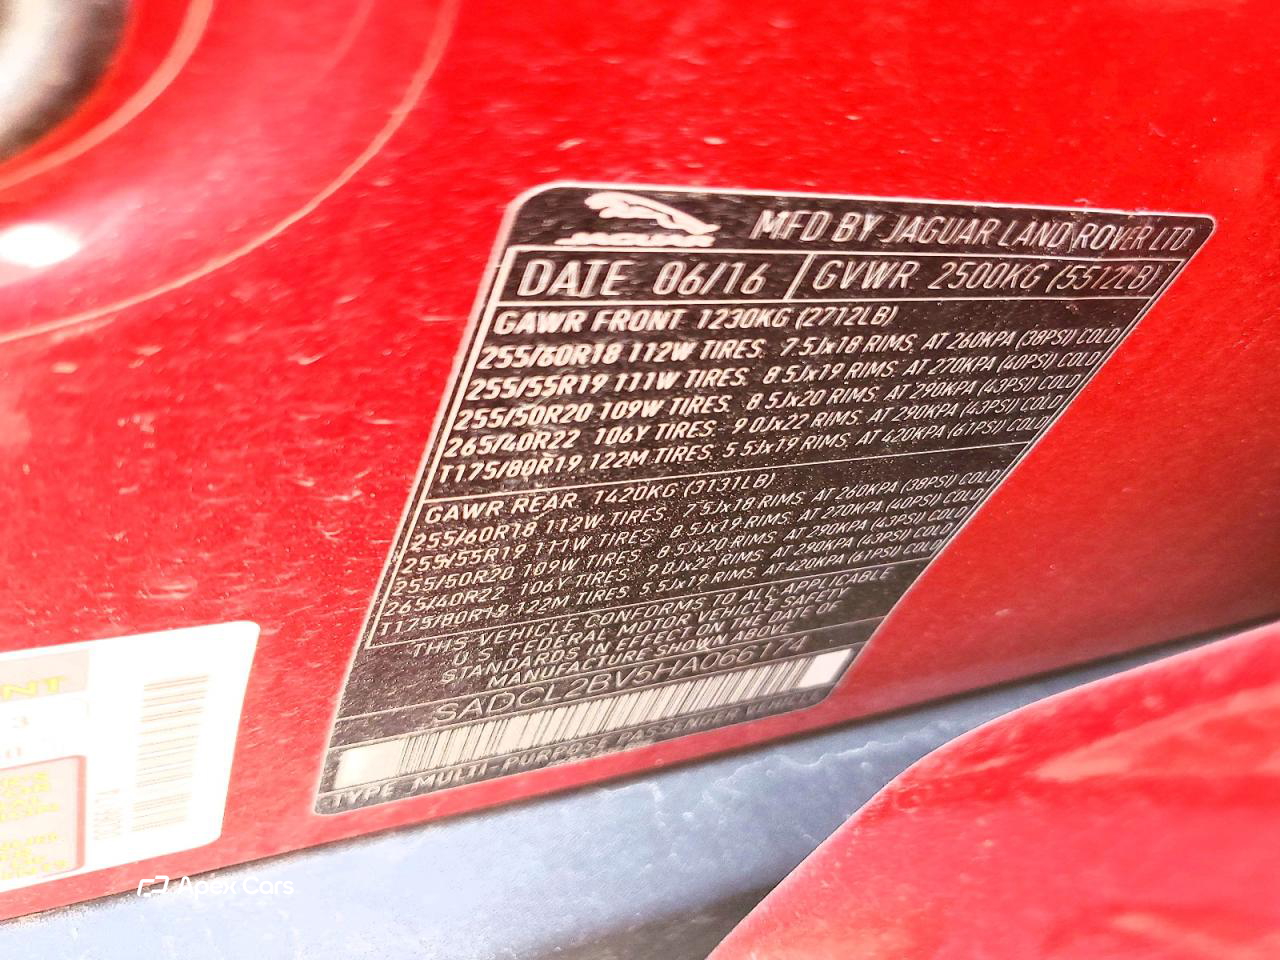 JAGUAR
MFD BY JAGUAR LAND ROVER LTD.
DATE 06/16 GVWR 2500KG (5512LB)
GAWR FRONT 1230KG (2712LB)
255/60R18 112W TIRES. 7.5Jx18 RIMS. AT 260KPA (38PSI) COLD
255/55R19 111W TIRES. 8.5Jx19 RIMS. AT 270KPA (40PSI) COLD
255/50R20 109W TIRES. 8.5Jx20 RIMS. AT 290KPA (43PSI) COLD
265/40R22 106Y TIRES. 9.0Jx22 RIMS. AT 290KPA (43PSI) COLD
T175/80R19 122M TIRES. 5.5Jx19 RIMS. AT 420KPA (61PSI) COLD
GAWR REAR 1420KG (3131LB)
255/60R18 112W TIRES. 7.5Jx18 RIMS. AT 260KPA (38PSI) COLD
255/55R19 111W TIRES. 8.5Jx19 RIMS. AT 270KPA (40PSI) COLD
255/50R20 109W TIRES. 8.5Jx20 RIMS. AT 290KPA (43PSI) COLD
265/40R22 106Y TIRES. 9.0Jx22 RIMS. AT 290KPA (43PSI) COLD
T175/80R19 122M TIRES. 5.5Jx19 RIMS. AT 420KPA (61PSI) COLD
THIS VEHICLE CONFORMS TO ALL APPLICABLE
U.S. FEDERAL MOTOR VEHICLE SAFETY
STANDARDS IN EFFECT ON THE DATE OF
MANUFACTURE SHOWN ABOVE
SADCL2BV5HA066174
TYPE MULTI-PURPOSE PASSENGER VEHICLE
Apex Cars